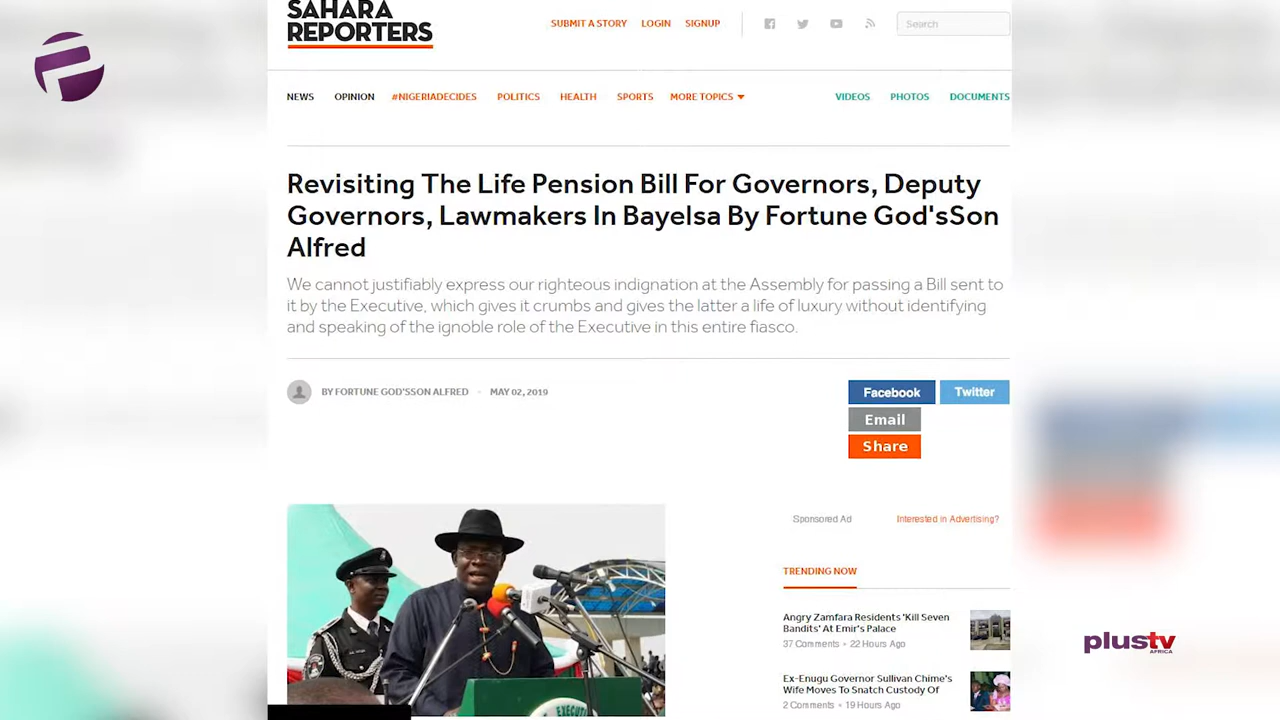 SAHARA
REPORTERS
SUBMIT A STORY LOGIN SIGNUP
Search
NEWS OPINION #NIGERIADECIDES POLITICS HEALTH SPORTS MORE TOPICS VIDEOS PHOTOS DOCUMENTS
Revisiting The Life Pension Bill For Governors, Deputy
Governors, Lawmakers In Bayelsa By Fortune God'sSon
Alfred
We cannot justifiably express our righteous indignation at the Assembly for passing a Bill sent to
it by the Executive, which gives it crumbs and gives the latter a life of luxury without identifying
and speaking of the ignoble role of the Executive in this entire fiasco.
BY FORTUNE GOD'SSON ALFRED MAY 02, 2019
Facebook Twitter
Email
Share
Sponsored Ad Interested in Advertising?
TRENDING NOW
Angry Zamfara Residents 'Kill Seven
Bandits' At Emir's Palace
37 Comments • 22 Hours Ago
Ex-Enugu Governor Sullivan Chime's
Wife Moves To Snatch Custody Of
2 Comments • 19 Hours Ago
plustv
AFRICA
EXECUTI